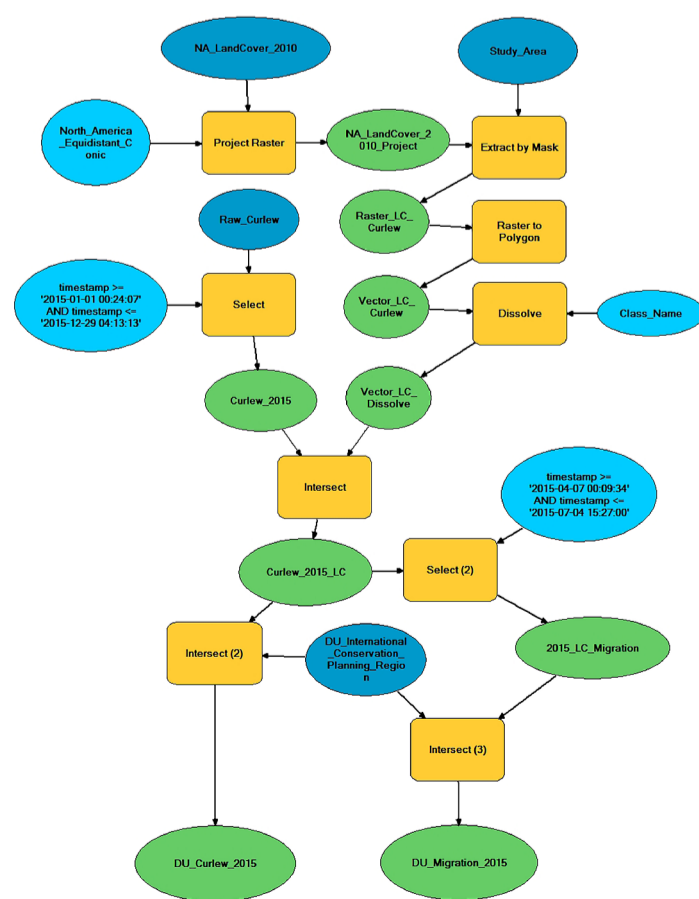 NA_LandCover_2010
Study_Area
North_America
_Equidistant_C
onic
Project Raster
NA_LandCover_2
010_Project
Extract by Mask
Raw_Curlew
Raster_LC_
Curlew
Raster to
Polygon
timestamp >=
'2015-01-01 00:24:07'
AND timestamp <=
'2015-12-29 04:13:13'
Select
Vector_LC_
Curlew
Dissolve
Class_Name
Curlew_2015
Vector_LC_
Dissolve
Intersect
timestamp >=
'2015-04-07 00:09:34'
AND timestamp <=
'2015-07-04 15:27:00'
Curlew_2015_LC
Select (2)
Intersect (2)
DU_International
_Conservation_
Planning_Regio
n
2015_LC_Migration
Intersect (3)
DU_Curlew_2015
DU_Migration_2015